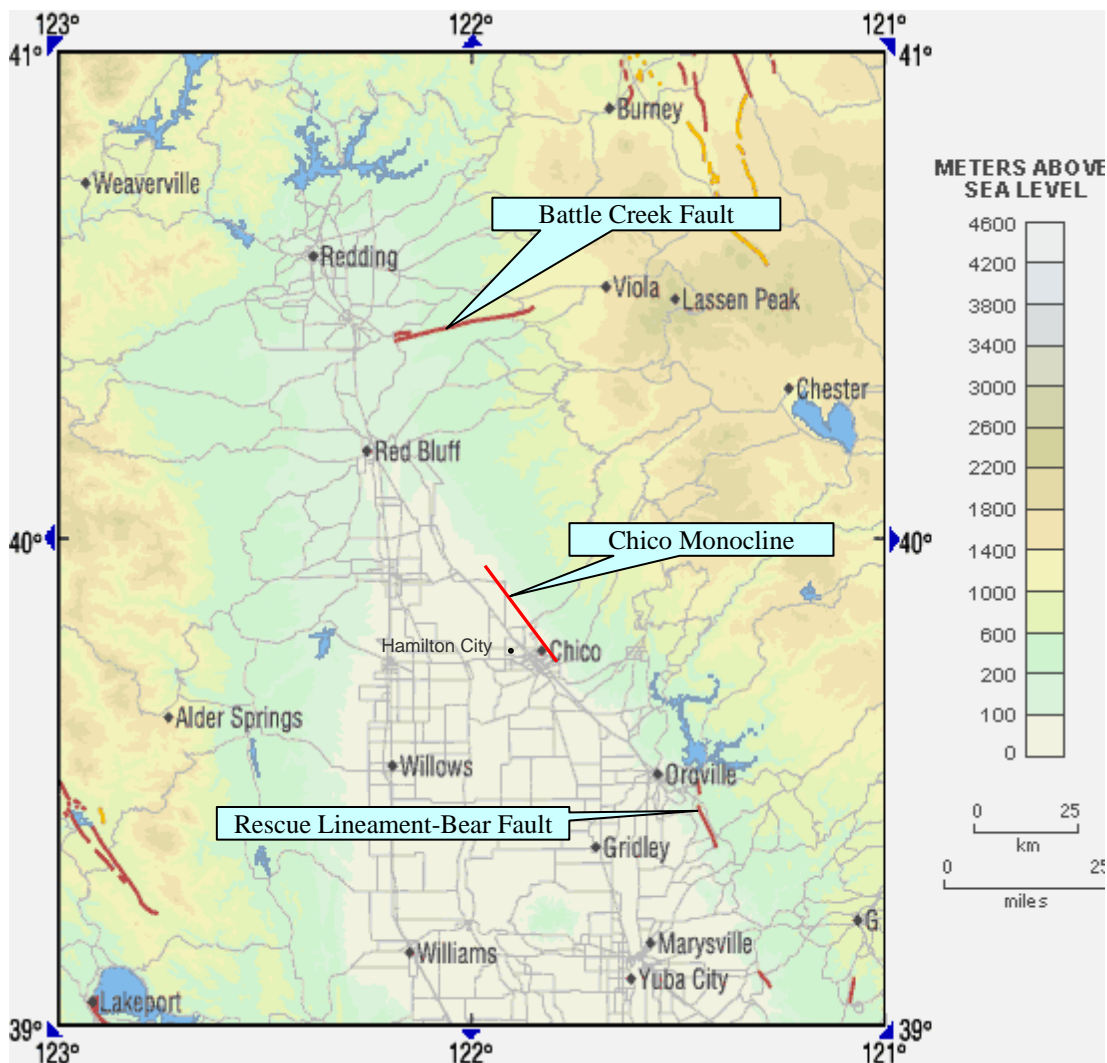 123°
122°
121°
41°
41°
Burney
METERS ABOVE
SEA LEVEL
Weaverville
Battle Creek Fault
4600
Redding
4200
Viola
Lassen Peak
3800
3400
3000
Chester
2600
Red Bluff
2200
1800
40°
40°
Chico Monocline
1400
1000
Hamilton City
Chico
600
200
Alder Springs
100
0
Willows
Oroville
0
25
km
Rescue Lineament-Bear Fault
Gridley
0
25
miles
G
Williams
Marysville
Yuba City
Lakeport
39°
39°
123°
122°
121°